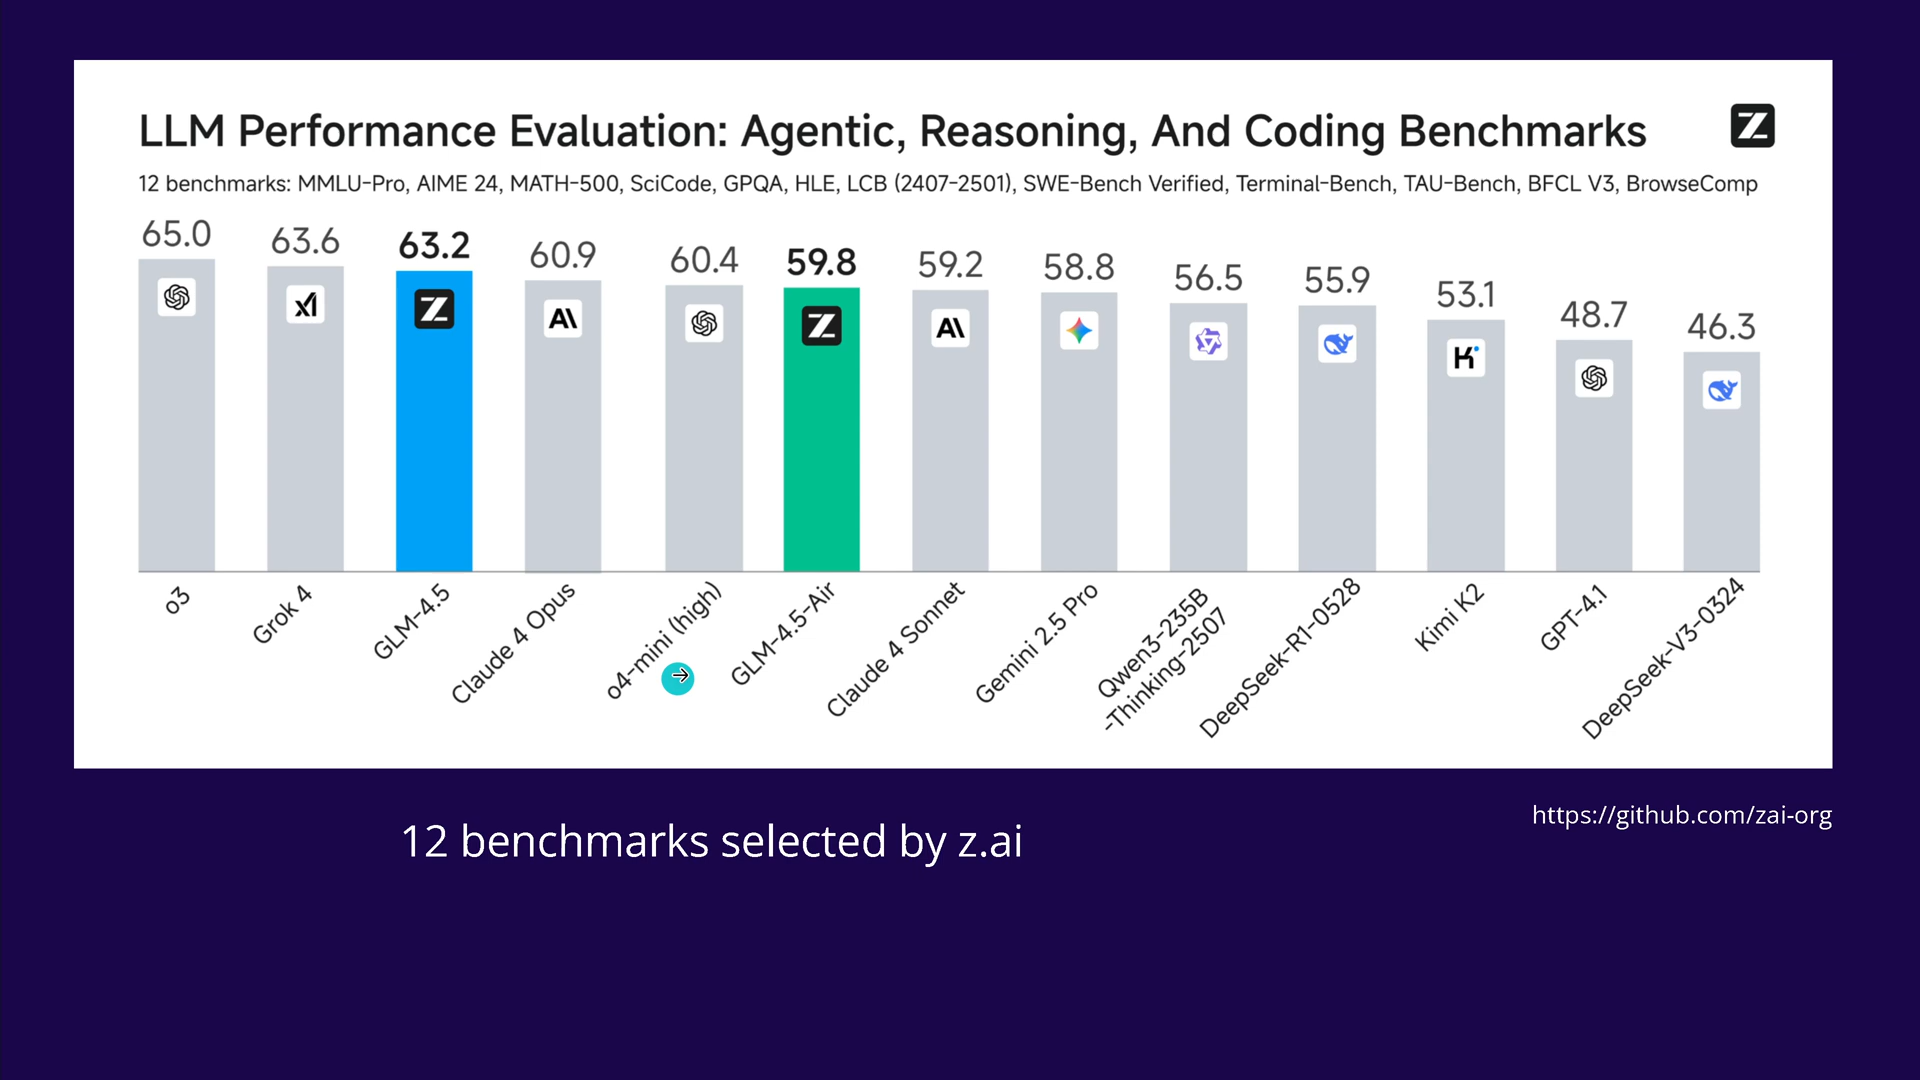 LLM Performance Evaluation: Agentic, Reasoning, And Coding Benchmarks
12 benchmarks: MMLU-Pro, AIME 24, MATH-500, SciCode, GPQA, HLE, LCB (2407-2501), SWE-Bench Verified, Terminal-Bench, TAU-Bench, BFCL V3, BrowseComp
65.0
63.6
63.2
60.9
60.4
59.8
59.2
58.8
56.5
55.9
53.1
48.7
46.3
o3
Grok 4
GLM-4.5
Claude 4 Opus
o4-mini (high)
GLM-4.5-Air
Claude 4 Sonnet
Gemini 2.5 Pro
Qwen3-235B
-Thinking-2507
DeepSeek-R1-0528
Kimi K2
GPT-4.1
DeepSeek-V3-0324
https://github.com/zai-org
12 benchmarks selected by z.ai